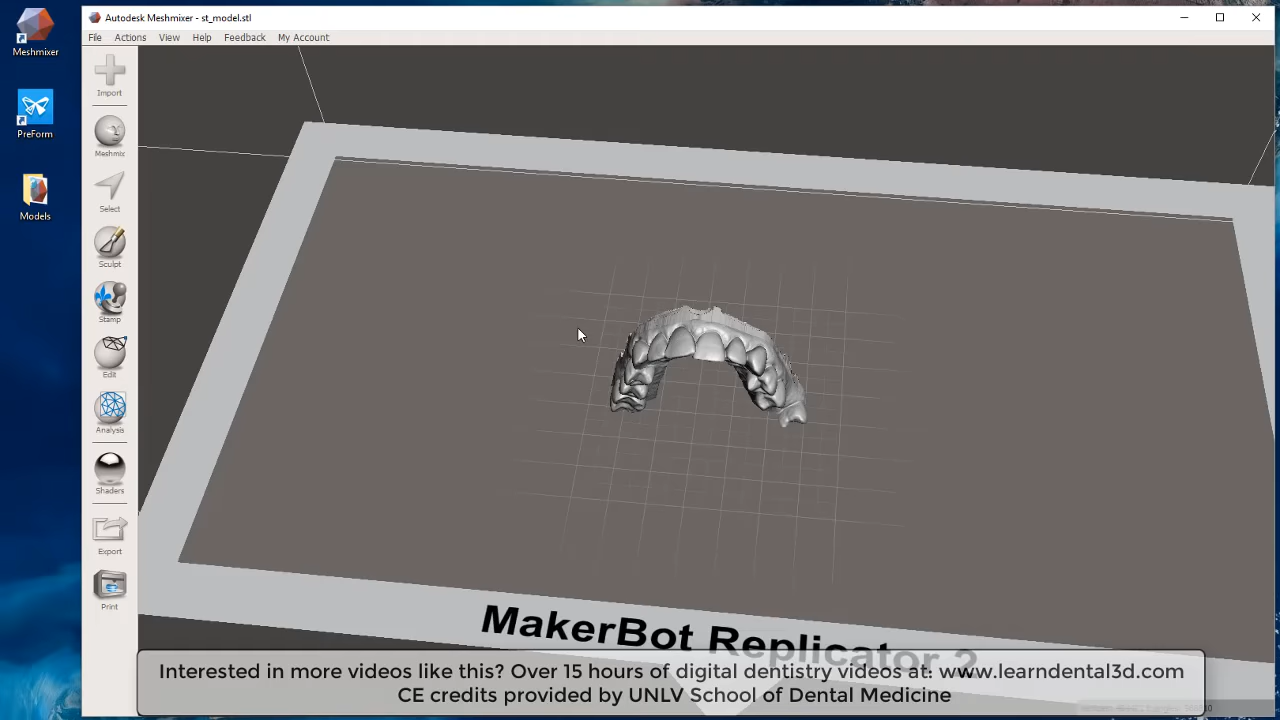 Autodesk Meshmixer - st_model.stl
File Actions View Help Feedback My Account
Meshmixer
PreForm
Models
Import
Meshmix
Select
Sculpt
Stamp
Edit
Analysis
Shaders
Export
Print
MakerBot Replicator 2
Interested in more videos like this? Over 15 hours of digital dentistry videos at: www.learndental3d.com
CE credits provided by UNLV School of Dental Medicine